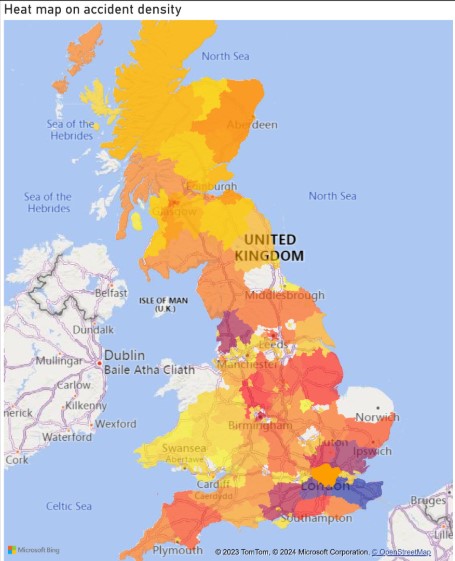 Heat map on accident density
North Sea
Aberdeen
Sea of the
Hebrides
Edinburgh
Glasgow
Sea of the
Hebrides
North Sea
UNITED
KINGDOM
Belfast
ISLE OF MAN
(U.K.)
Middlesbrough
Dundalk
Leeds
Mullingar
Dublin
Baile Atha Cliath
Manchester
Carlow
Kilkenny
Norwich
nerick
Wexford
Birmingham
Waterford
Luton
Ipswich
Swansea
Abertawe
Cork
Cardiff
Caerdydd
London
Celtic Sea
Bruges
Southampton
Lille
Plymouth
Microsoft Bing
© 2023 TomTom, © 2024 Microsoft Corporation, © OpenStreetMap